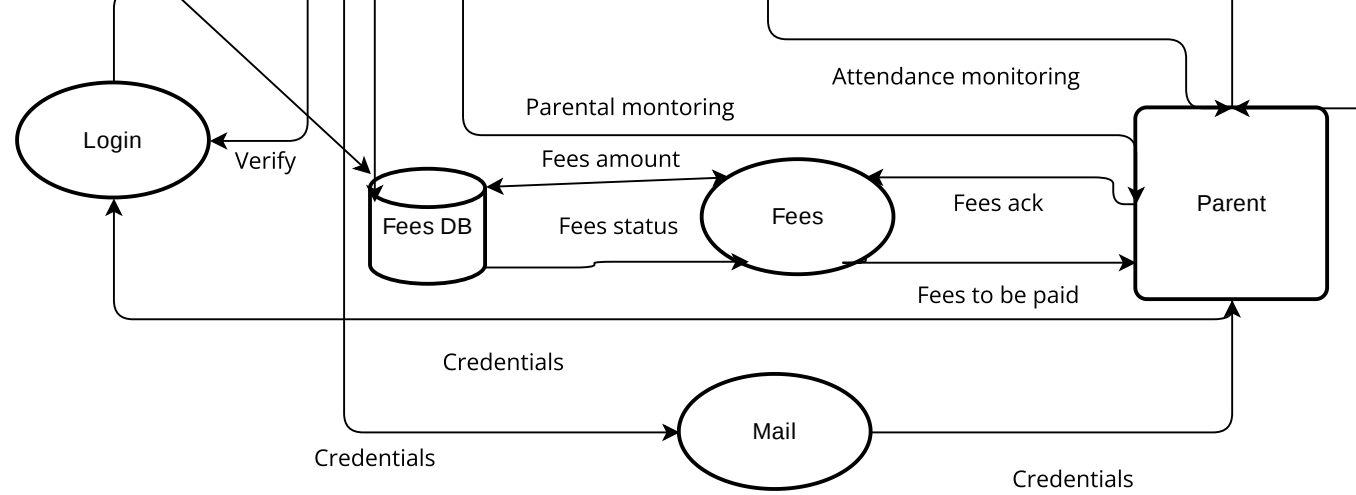 Attendance monitoring
Parental montoring
Login
Verify
Fees amount
Fees DB
Fees status
Fees
Fees ack
Parent
Fees to be paid
Credentials
Mail
Credentials
Credentials